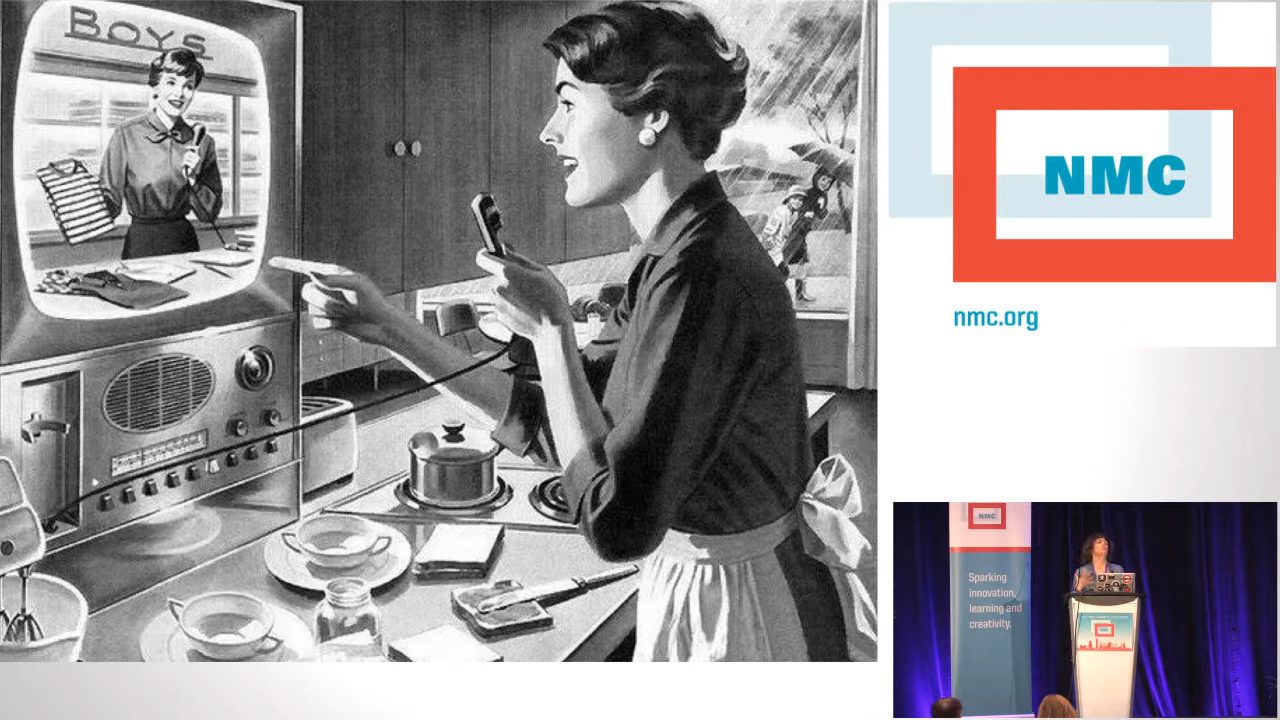 BOYS
NMC
nmc.org
NMC
Sparking
innovation,
learning and
creativity.